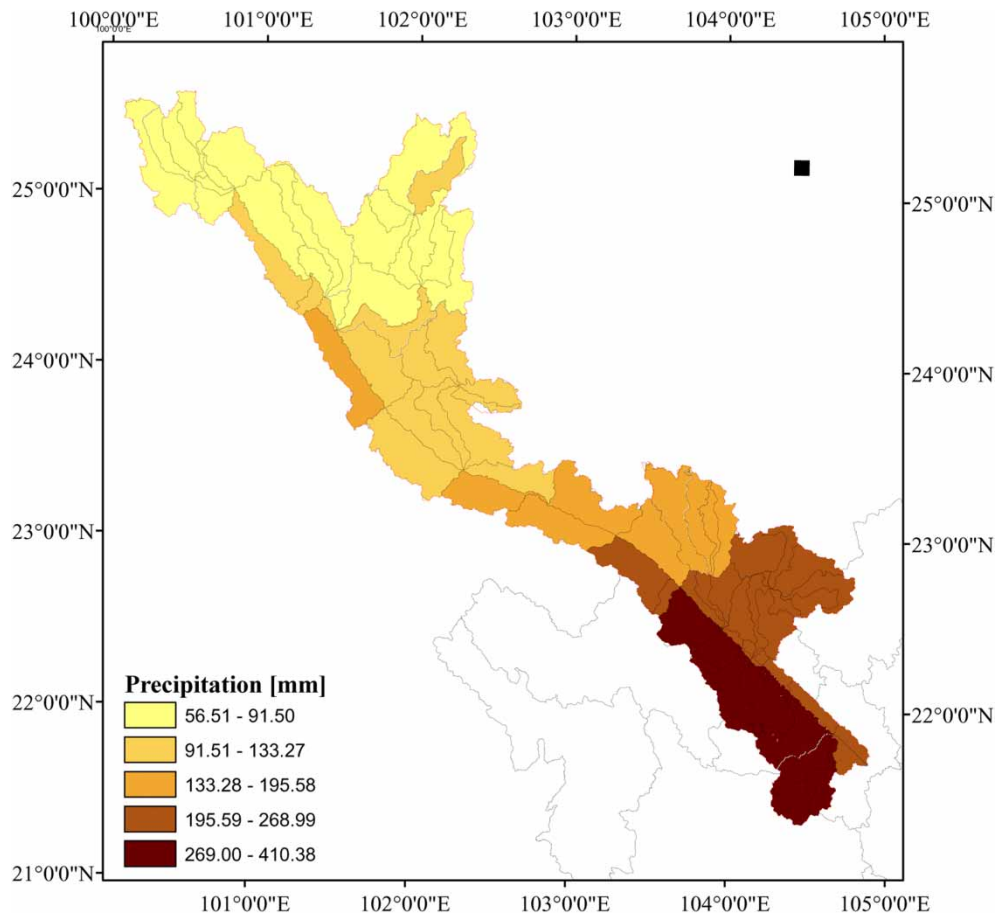 100°0'0"E 101°0'0"E 102°0'0"E 103°0'0"E 104°0'0"E 105°0'0"E
100°0'0"E
25°0'0"N 25°0'0"N
24°0'0"N 24°0'0"N
23°0'0"N 23°0'0"N
22°0'0"N 22°0'0"N
Precipitation [mm]
56.51 - 91.50
91.51 - 133.27
133.28 - 195.58
195.59 - 268.99
269.00 - 410.38
21°0'0"N
101°0'0"E 102°0'0"E 103°0'0"E 104°0'0"E 105°0'0"E